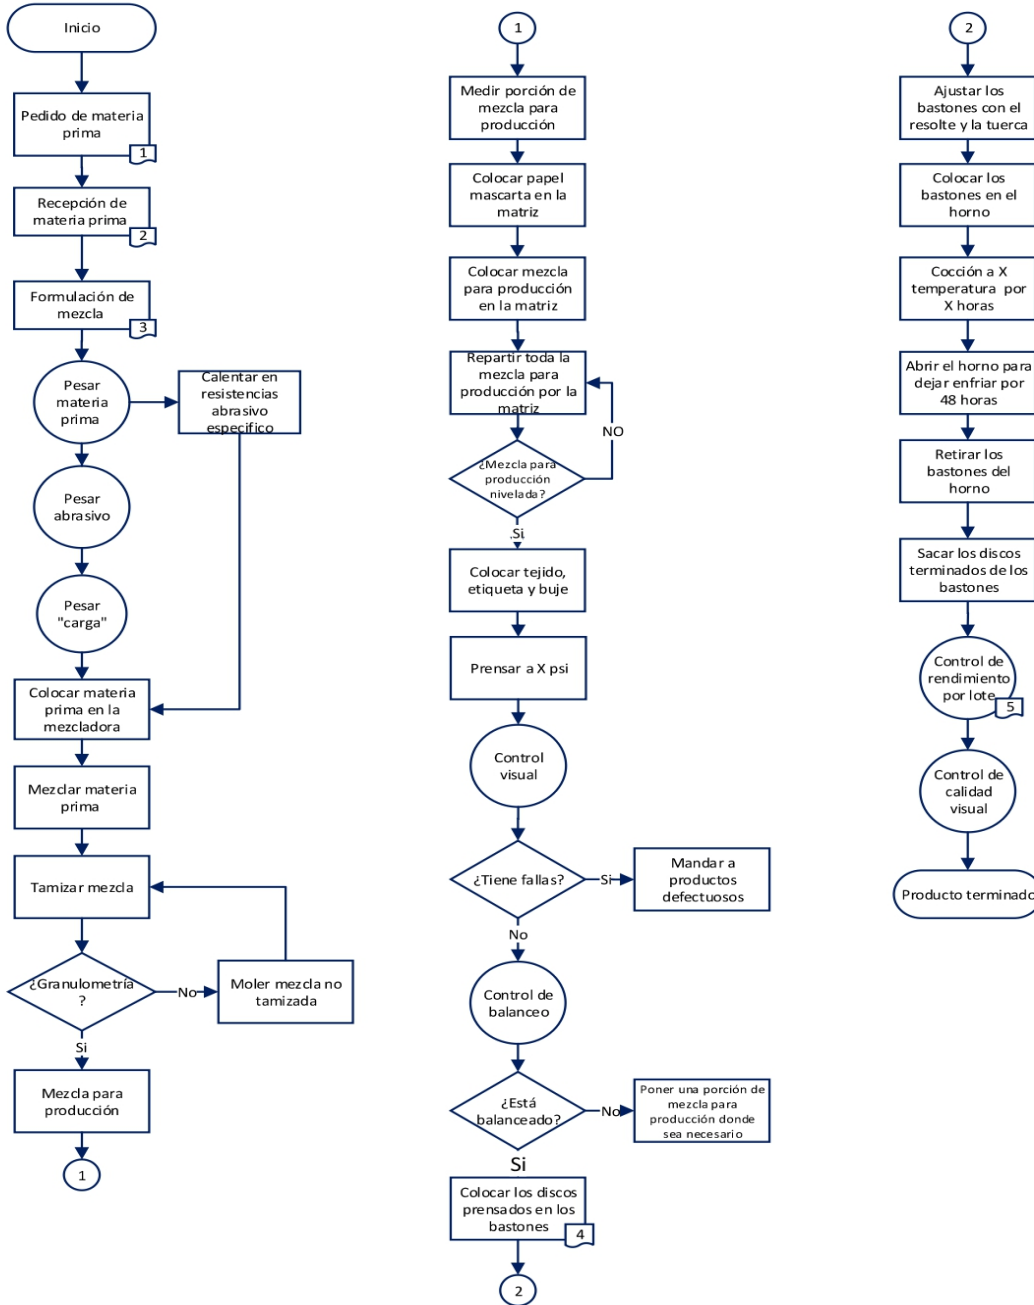 Inicio
Pedido de materia
prima
1
Recepción de
materia prima
2
Formulación de
mezcla
3
Pesar
materia
prima
Calentar en
resistencias
abrasivo
especifico
Pesar
abrasivo
Pesar
"carga"
Colocar materia
prima en la
mezcladora
Mezclar materia
prima
Tamizar mezcla
¿Granulometría
?
No
Moler mezcla no
tamizada
Si
Mezcla para
producción
1
1
Medir porción de
mezcla para
producción
Colocar papel
mascarta en la
matriz
Colocar mezcla
para producción
en la matriz
Repartir toda la
mezcla para
producción por la
matriz
NO
¿Mezcla para
producción
nivelada?
.Si.
Colocar tejido,
etiqueta y buje
Prensar a X psi
Control
visual
¿Tiene fallas?
Si
Mandar a
productos
defectuosos
No
Control de
balanceo
¿Está
balanceado?
No
Poner una porción de
mezcla para
producción donde
sea necesario
Si
Colocar los discos
prensados en los
bastones
4
2
2
Ajustar los
bastones con el
resolte y la tuerca
Colocar los
bastones en el
horno
Cocción a X
temperatura por
X horas
Abrir el horno para
dejar enfriar por
48 horas
Retirar los
bastones del
horno
Sacar los discos
terminados de los
bastones
Control de
rendimiento
por lote
5
Control de
calidad
visual
Producto terminado